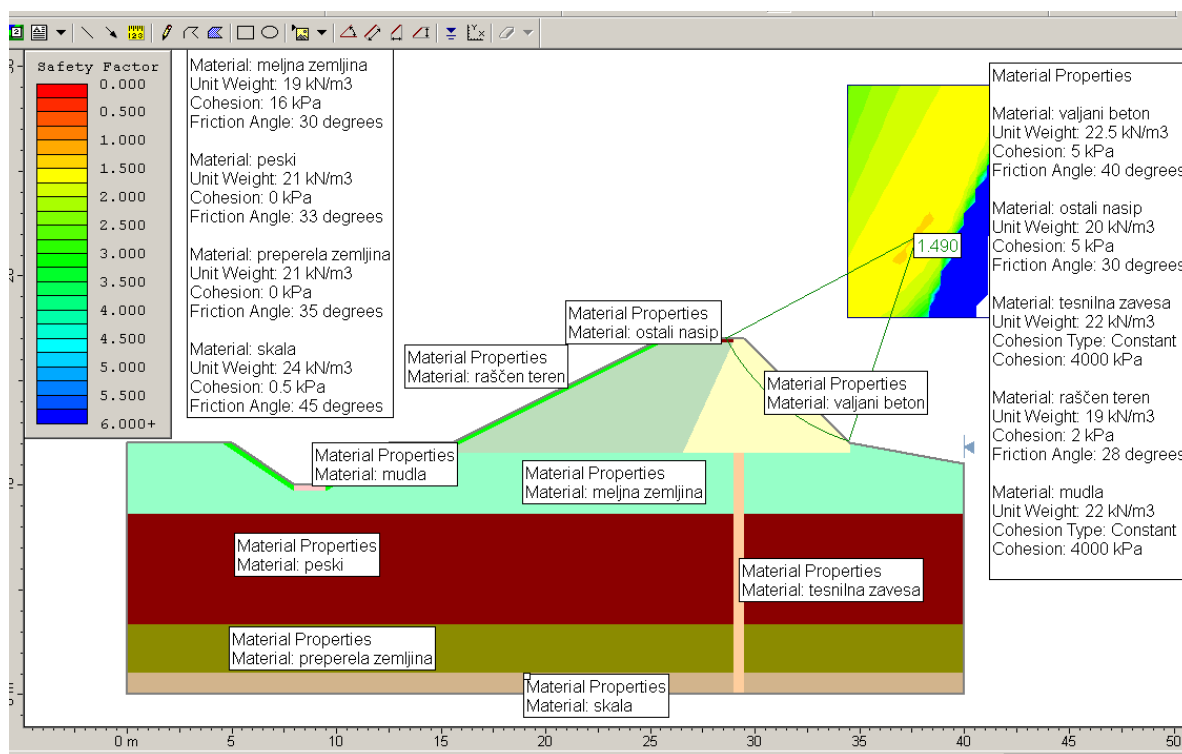 Safety Factor
0.000
0.500
1.000
1.500
2.000
2.500
3.000
3.500
4.000
4.500
5.000
5.500
6.000+
Material: meljna zemljina
Unit Weight: 19 kN/m3
Cohesion: 16 kPa
Friction Angle: 30 degrees
Material: peski
Unit Weight: 21 kN/m3
Cohesion: 0 kPa
Friction Angle: 33 degrees
Material: preperela zemljina
Unit Weight: 21 kN/m3
Cohesion: 0 kPa
Friction Angle: 35 degrees
Material: skala
Unit Weight: 24 kN/m3
Cohesion: 0.5 kPa
Friction Angle: 45 degrees
Material Properties
Material: valjani beton
Unit Weight: 22.5 kN/m3
Cohesion: 5 kPa
Friction Angle: 40 degrees
Material: ostali nasip
Unit Weight: 20 kN/m3
Cohesion: 5 kPa
Friction Angle: 30 degrees
Material: tesnilna zavesa
Unit Weight: 22 kN/m3
Cohesion Type: Constant
Cohesion: 4000 kPa
Material: raščen teren
Unit Weight: 19 kN/m3
Cohesion: 2 kPa
Friction Angle: 28 degrees
Material: mudla
Unit Weight: 22 kN/m3
Cohesion Type: Constant
Cohesion: 4000 kPa
1.490
Material Properties
Material: ostali nasip
Material Properties
Material: raščen teren
Material Properties
Material: valjani beton
Material Properties
Material: mudla
Material Properties
Material: meljna zemljina
Material Properties
Material: peski
Material Properties
Material: tesnilna zavesa
Material Properties
Material: preperela zemljina
Material Properties
Material: skala
0 m
5
10
15
20
25
30
35
40
45
50